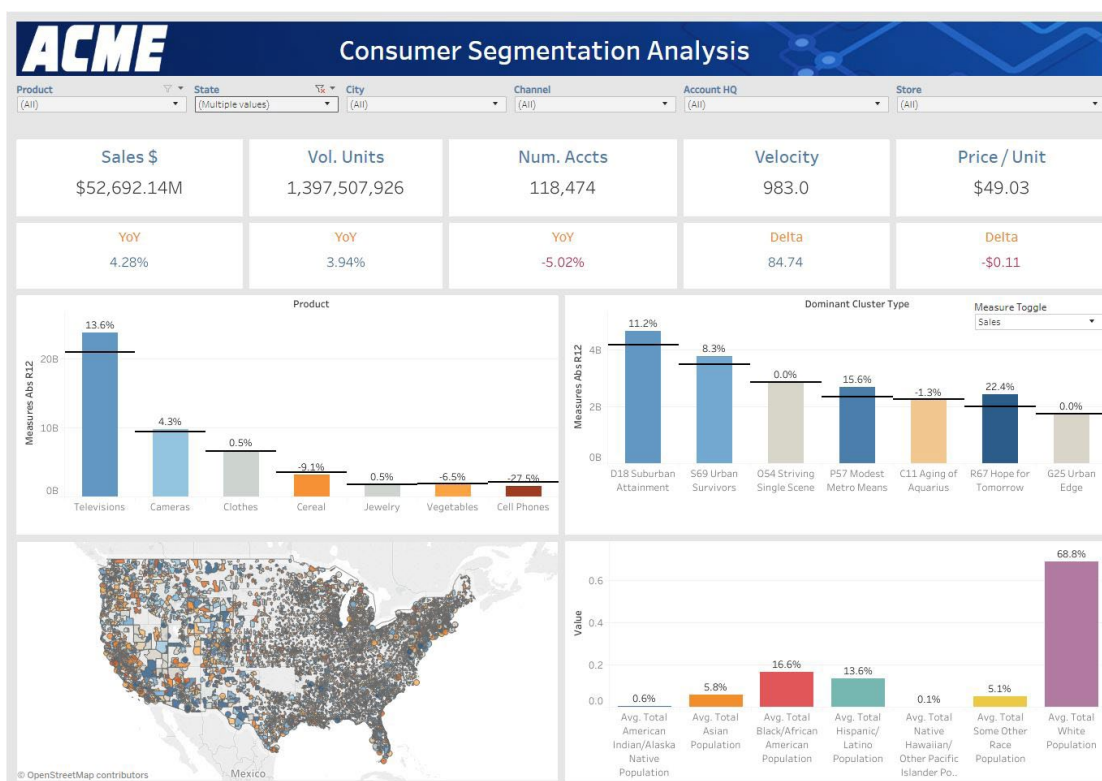 ACME
Consumer Segmentation Analysis
Product
State
City
Channel
Account HQ
Store
(All)
(Multiple values)
(All)
(All)
(All)
(All)
Sales $
Vol. Units
Num. Accts
Velocity
Price / Unit
$52,692.14M
1,397,507,926
118,474
983.0
$49.03
YoY
YoY
YoY
Delta
Delta
4.28%
3.94%
-5.02%
84.74
-$0.11
Product
Measures Abs R12
20B
10B
0B
13.6%
4.3%
0.5%
-9.1%
0.5%
-6.5%
-27.5%
Televisions
Cameras
Clothes
Cereal
Jewelry
Vegetables
Cell Phones
Dominant Cluster Type
Measure Toggle
Sales
Measures Abs R12
4B
2B
0B
11.2%
8.3%
0.0%
15.6%
-1.3%
22.4%
0.0%
D18 Suburban
Attainment
S69 Urban
Survivors
O54 Striving
Single Scene
P57 Modest
Metro Means
C11 Aging of
Aquarius
R67 Hope for
Tomorrow
G25 Urban
Edge
Mexico
© OpenStreetMap contributors
Value
0.6
0.4
0.2
0.0
0.6%
5.8%
16.6%
13.6%
0.1%
5.1%
68.8%
Avg. Total
American
Indian/Alaska
Native
Population
Avg. Total
Asian
Population
Avg. Total
Black/African
American
Population
Avg. Total
Hispanic/
Latino
Population
Avg. Total
Native
Hawaiian/
Other Pacific
Islander Po...
Avg. Total
Some Other
Race
Population
Avg. Total
White
Population